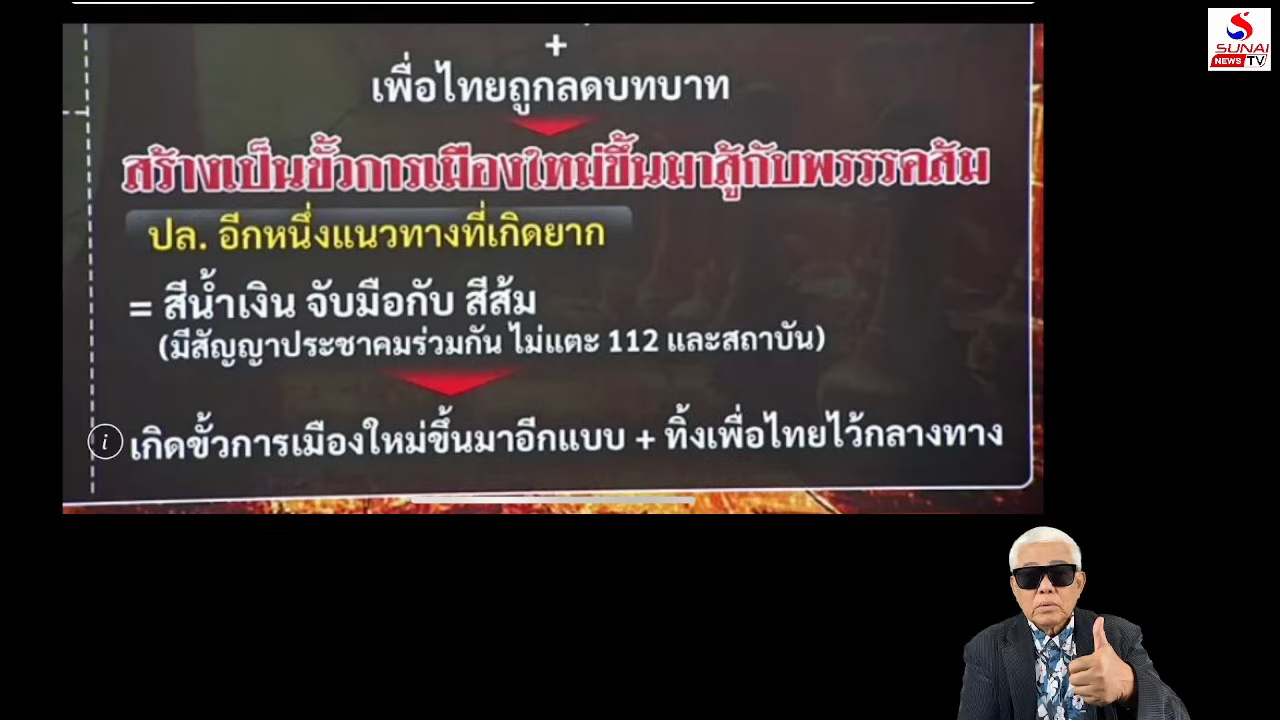 SUNAI
NEWS TV
+
เพื่อไทยถูกลดบทบาท
สร้างเป็นขั้วการเมืองใหม่ขึ้นมาสู้กับพรรรคส้ม
ปล. อีกหนึ่งแนวทางที่เกิดยาก
= สีน้ำเงิน จับมือกับ สีส้ม
(มีสัญญาประชาคมร่วมกัน ไม่แตะ 112 และสถาบัน)
i
เกิดขั้วการเมืองใหม่ขึ้นมาอีกแบบ + ทิ้งเพื่อไทยไว้กลางทาง